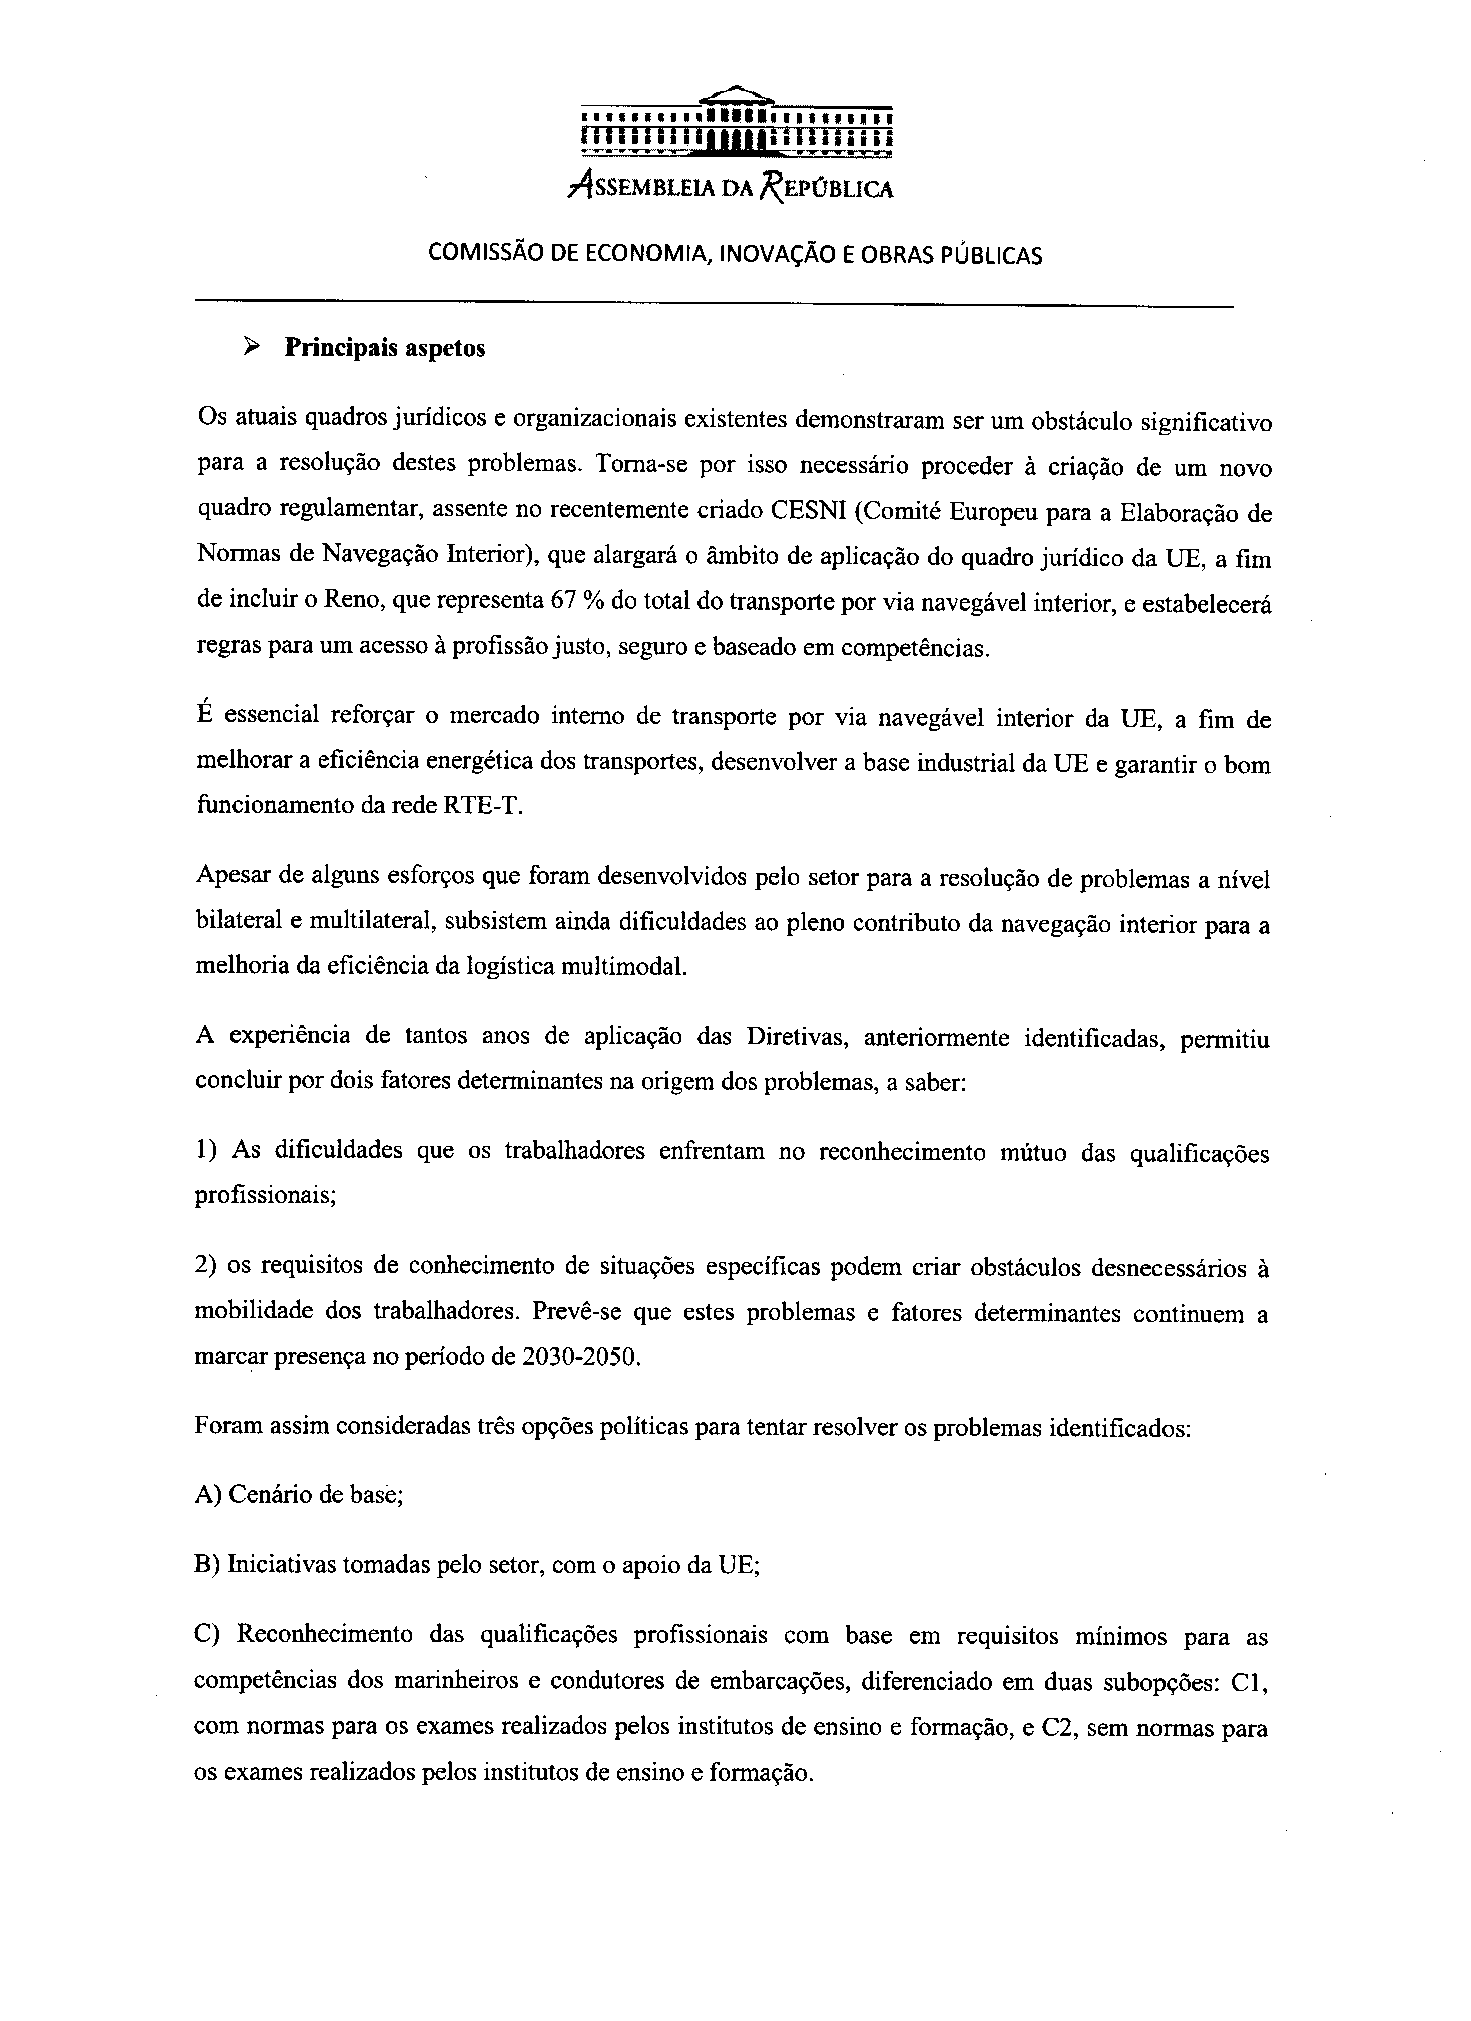 ASSEMBLEIA DA REPÚBLICA
COMISSÃO DE ECONOMIA, INOVAÇÃO E OBRAS PÚBLICAS
➢ Principais aspetos
Os atuais quadros jurídicos e organizacionais existentes demonstraram ser um obstáculo significativo
para a resolução destes problemas. Torna-se por isso necessário proceder à criação de um novo
quadro regulamentar, assente no recentemente criado CESNI (Comité Europeu para a Elaboração de
Normas de Navegação Interior), que alargará o âmbito de aplicação do quadro jurídico da UE, a fim
de incluir o Reno, que representa 67 % do total do transporte por via navegável interior, e estabelecerá
regras para um acesso à profissão justo, seguro e baseado em competências.
É essencial reforçar o mercado interno de transporte por via navegável interior da UE, a fim de
melhorar a eficiência energética dos transportes, desenvolver a base industrial da UE e garantir o bom
funcionamento da rede RTE-T.
Apesar de alguns esforços que foram desenvolvidos pelo setor para a resolução de problemas a nível
bilateral e multilateral, subsistem ainda dificuldades ao pleno contributo da navegação interior para a
melhoria da eficiência da logística multimodal.
A experiência de tantos anos de aplicação das Diretivas, anteriormente identificadas, permitiu
concluir por dois fatores determinantes na origem dos problemas, a saber:
1) As dificuldades que os trabalhadores enfrentam no reconhecimento mútuo das qualificações
profissionais;
2) os requisitos de conhecimento de situações específicas podem criar obstáculos desnecessários à
mobilidade dos trabalhadores. Prevê-se que estes problemas e fatores determinantes continuem a
marcar presença no período de 2030-2050.
Foram assim consideradas três opções políticas para tentar resolver os problemas identificados:
A) Cenário de base;
B) Iniciativas tomadas pelo setor, com o apoio da UE;
C) Reconhecimento das qualificações profissionais com base em requisitos mínimos para as
competências dos marinheiros e condutores de embarcações, diferenciado em duas subopções: C1,
com normas para os exames realizados pelos institutos de ensino e formação, e C2, sem normas para
os exames realizados pelos institutos de ensino e formação.